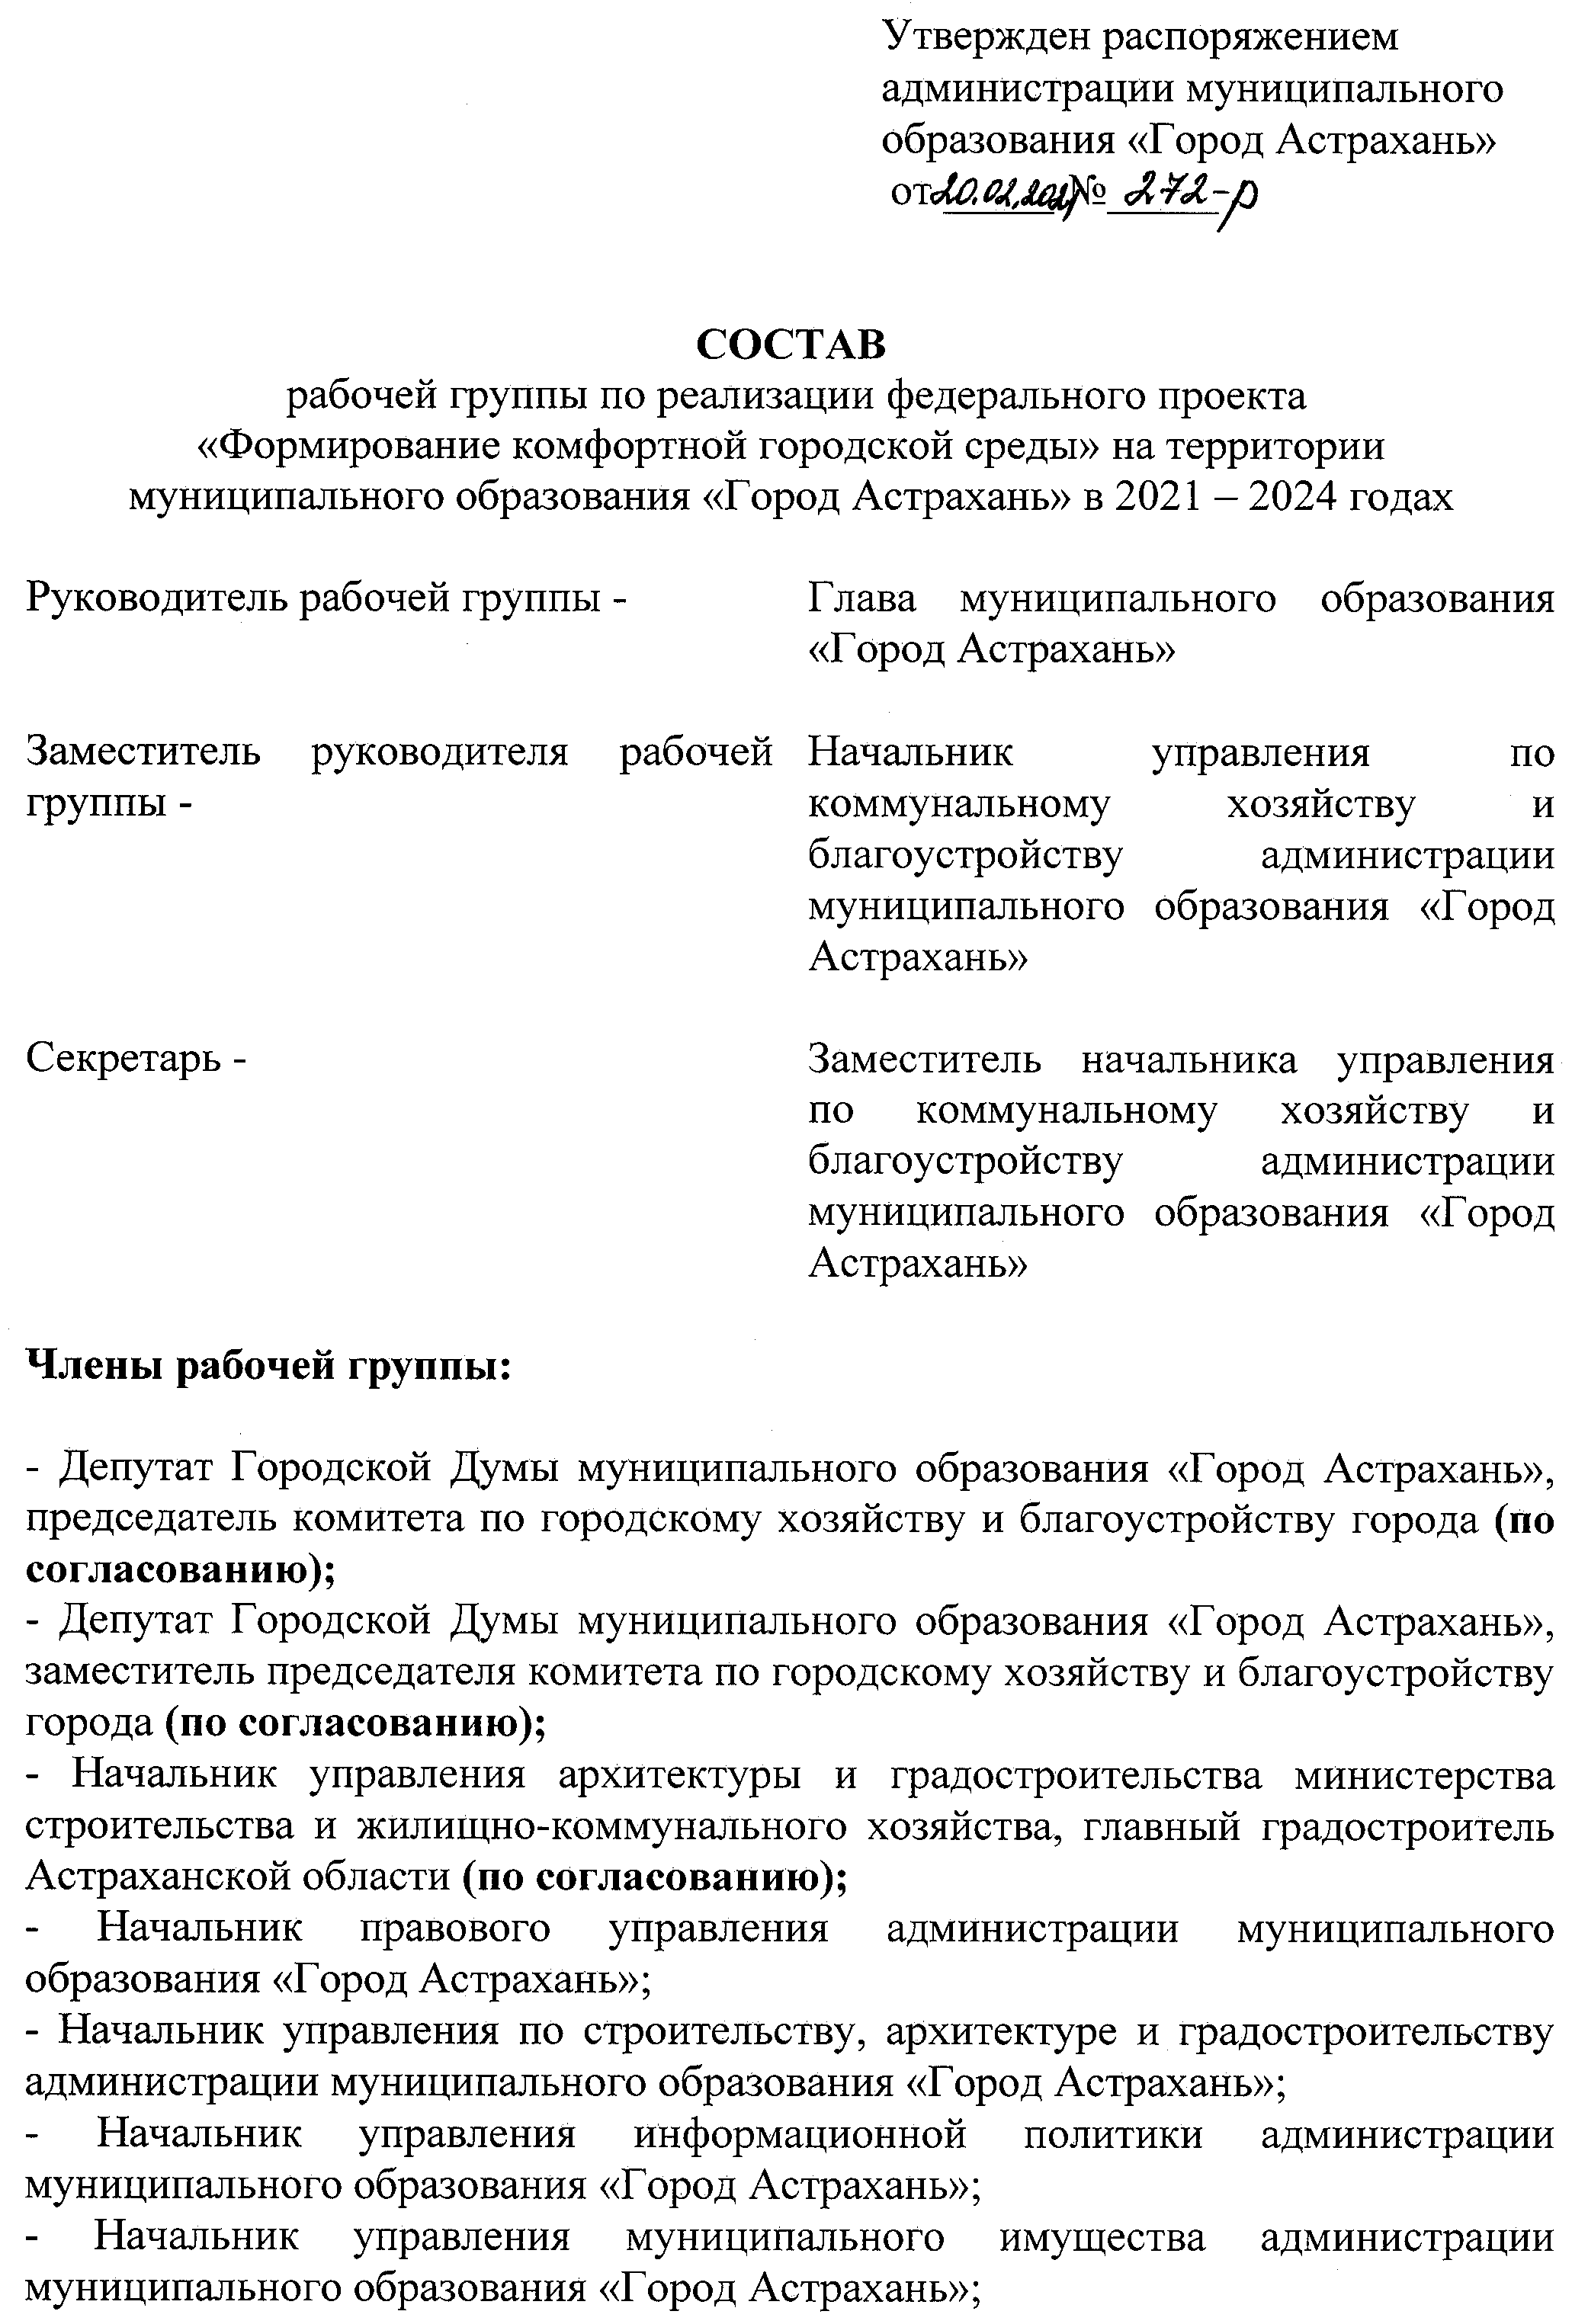 Утвержден распоряжением
администрации муниципального
образования «Город Астрахань»
от 20.02.2021 № 272-р
СОСТАВ
рабочей группы по реализации федерального проекта
«Формирование комфортной городской среды» на территории
муниципального образования «Город Астрахань» в 2021 – 2024 годах
Руководитель рабочей группы -
Глава муниципального образования
«Город Астрахань»
Заместитель руководителя рабочей
группы -
Начальник управления по
коммунальному хозяйству и
благоустройству администрации
муниципального образования «Город
Астрахань»
Секретарь -
Заместитель начальника управления
по коммунальному хозяйству и
благоустройству администрации
муниципального образования «Город
Астрахань»
Члены рабочей группы:
- Депутат Городской Думы муниципального образования «Город Астрахань»,
председатель комитета по городскому хозяйству и благоустройству города (по
согласованию);
- Депутат Городской Думы муниципального образования «Город Астрахань»,
заместитель председателя комитета по городскому хозяйству и благоустройству
города (по согласованию);
- Начальник управления архитектуры и градостроительства министерства
строительства и жилищно-коммунального хозяйства, главный градостроитель
Астраханской области (по согласованию);
- Начальник правового управления администрации муниципального
образования «Город Астрахань»;
- Начальник управления по строительству, архитектуре и градостроительству
администрации муниципального образования «Город Астрахань»;
- Начальник управления информационной политики администрации
муниципального образования «Город Астрахань»;
- Начальник управления муниципального имущества администрации
муниципального образования «Город Астрахань»;